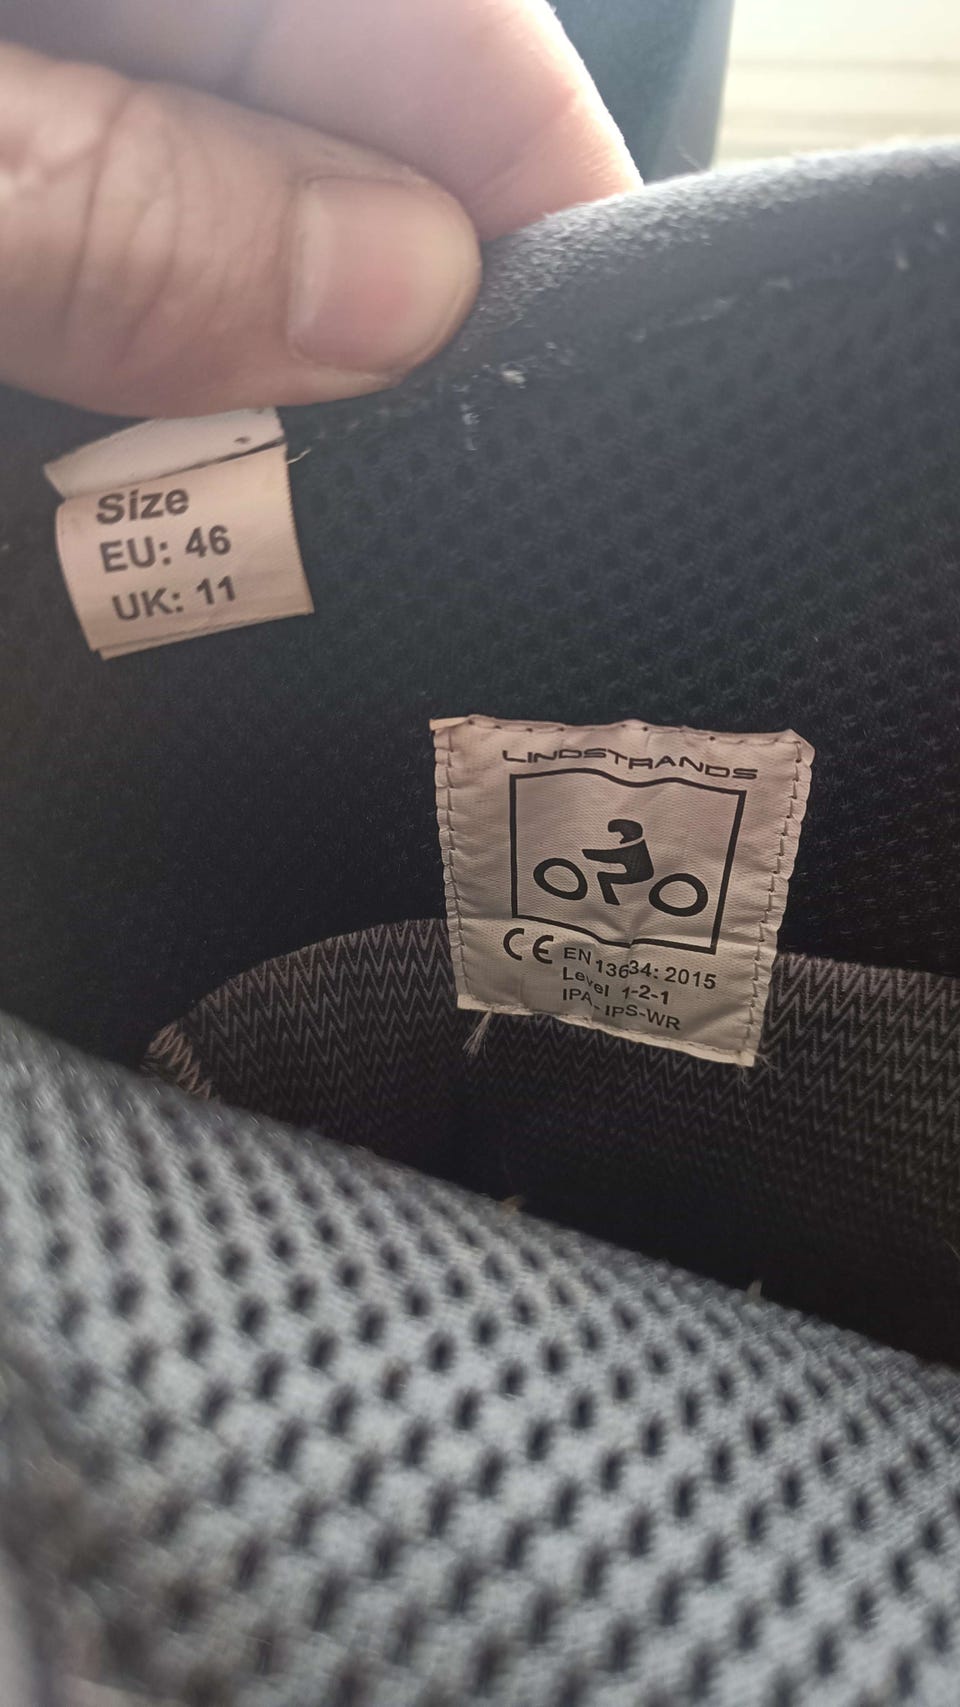 Size
EU: 46
UK: 11
LINDSTRANDS
CE EN 13634: 2015
Level 1-2-1
IPA- IPS-WR